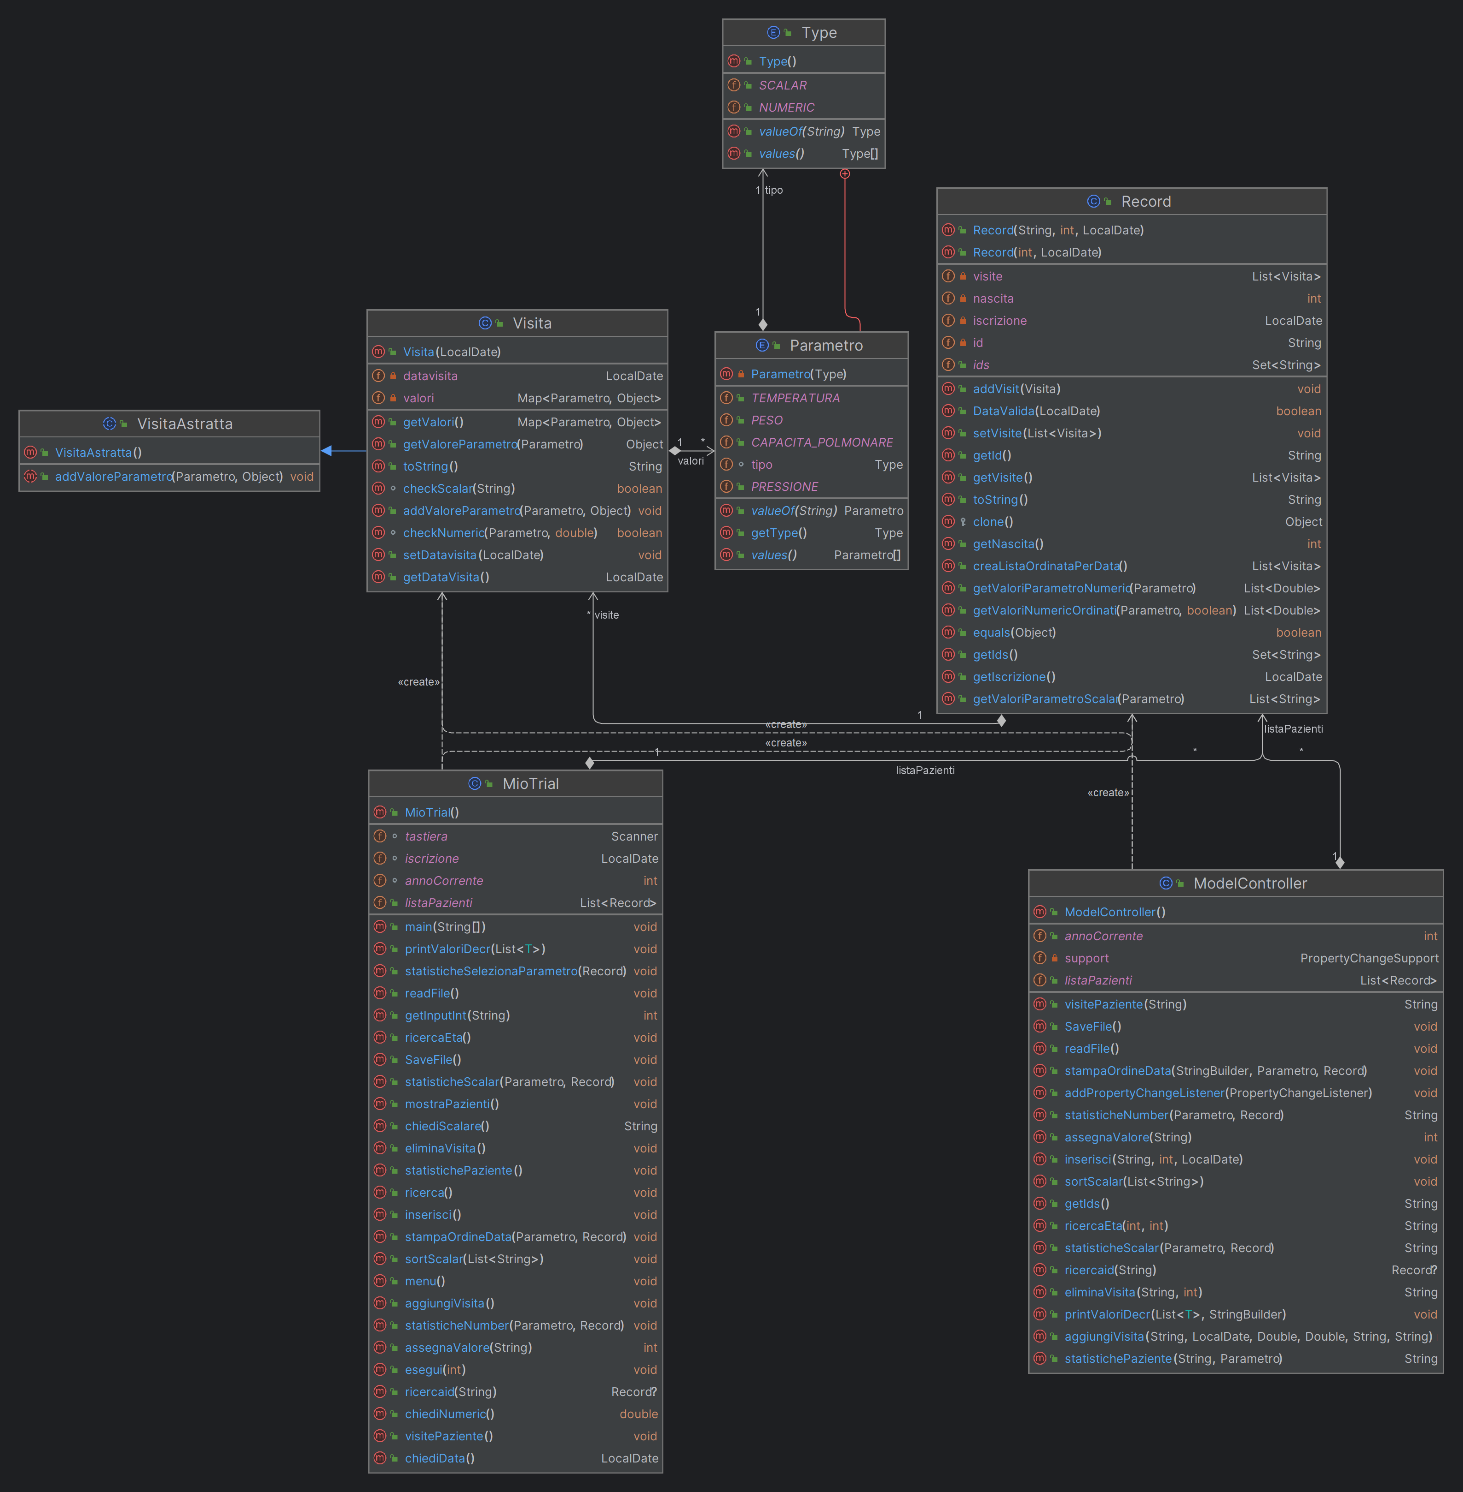 Type
Type()
SCALAR
NUMERIC
valueOf(String) Type
values() Type[]
1 tipo
1
Record
Record(String, int, LocalDate)
Record(int, LocalDate)
visite List<Visita>
nascita int
iscrizione LocalDate
id String
ids Set<String>
addVisit(Visita) void
DataValida(LocalDate) boolean
setVisite(List<Visita>) void
getId() String
getVisite() List<Visita>
toString() String
clone() Object
getNascita() int
creaListaOrdinataPerData() List<Visita>
getValoriParametroNumeric(Parametro) List<Double>
getValoriNumericOrdinati(Parametro, boolean) List<Double>
equals(Object) boolean
getIds() Set<String>
getIscrizione() LocalDate
getValoriParametroScalar(Parametro) List<String>
Visita
Visita(LocalDate)
datavisita LocalDate
valori Map<Parametro, Object>
getValori() Map<Parametro, Object>
getValoreParametro(Parametro) Object
toString() String
checkScalar(String) boolean
addValoreParametro(Parametro, Object) void
checkNumeric(Parametro, double) boolean
setDatavisita(LocalDate) void
getDataVisita() LocalDate
Parametro
Parametro(Type)
TEMPERATURA
PESO
CAPACITA_POLMONARE
tipo Type
PRESSIONE
valueOf(String) Parametro
getType() Type
values() Parametro[]
VisitaAstratta
VisitaAstratta()
addValoreParametro(Parametro, Object) void
1 *
valori
* visite
«create»
1
«create»
«create»
1
listaPazienti
*
listaPazienti
*
«create»
1
MioTrial
MioTrial()
tastiera Scanner
iscrizione LocalDate
annoCorrente int
listaPazienti List<Record>
main(String[]) void
printValoriDecr(List<T>) void
statisticheSelezionaParametro(Record) void
readFile() void
getInputInt(String) int
ricercaEta() void
SaveFile() void
statisticheScalar(Parametro, Record) void
mostraPazienti() void
chiediScalare() String
eliminaVisita() void
statistichePaziente() void
ricerca() void
inserisci() void
stampaOrdineData(Parametro, Record) void
sortScalar(List<String>) void
menu() void
aggiungiVisita() void
statisticheNumber(Parametro, Record) void
assegnaValore(String) int
esegui(int) void
ricercaid(String) Record?
chiediNumeric() double
visitePaziente() void
chiediData() LocalDate
ModelController
ModelController()
annoCorrente int
support PropertyChangeSupport
listaPazienti List<Record>
visitePaziente(String) String
SaveFile() void
readFile() void
stampaOrdineData(StringBuilder, Parametro, Record) void
addPropertyChangeListener(PropertyChangeListener) void
statisticheNumber(Parametro, Record) String
assegnaValore(String) int
inserisci(String, int, LocalDate) void
sortScalar(List<String>) void
getIds() String
ricercaEta(int, int) String
statisticheScalar(Parametro, Record) String
ricercaid(String) Record?
eliminaVisita(String, int) String
printValoriDecr(List<T>, StringBuilder) void
aggiungiVisita(String, LocalDate, Double, Double, String, String)
statistichePaziente(String, Parametro) String